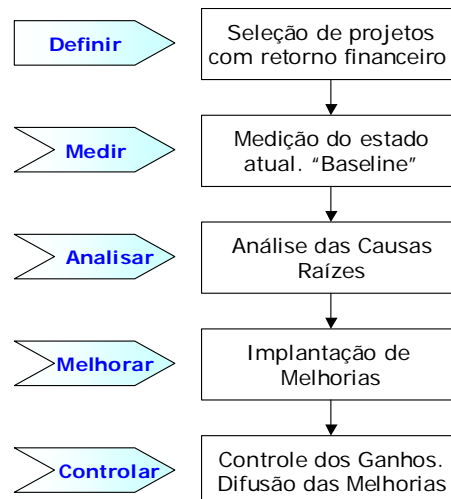 Definir
Seleção de projetos
com retorno financeiro
Medir
Medição do estado
atual. “Baseline”
Analisar
Análise das Causas
Raízes
Melhorar
Implantação de
Melhorias
Controlar
Controle dos Ganhos.
Difusão das Melhorias